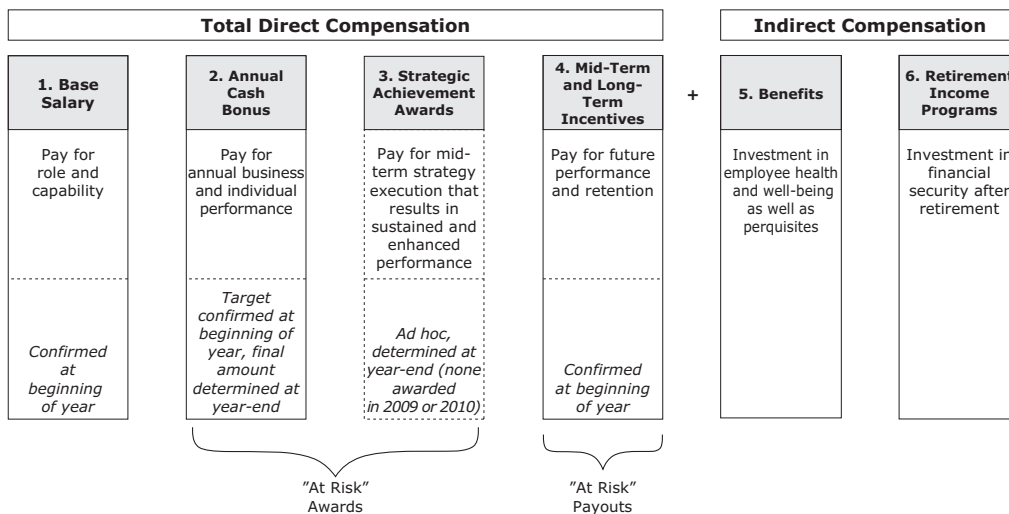 Total Direct Compensation
Indirect Compensation
1. Base
Salary
Pay for
role and
capability
Confirmed
at
beginning
of year
2. Annual
Cash
Bonus
Pay for
annual business
and individual
performance
Target
confirmed at
beginning of
year, final
amount
determined at
year-end
3. Strategic
Achievement
Awards
Pay for mid-
term strategy
execution that
results in
sustained and
enhanced
performance
Ad hoc,
determined at
year-end (none
awarded
in 2009 or 2010)
4. Mid-Term
and Long-
Term
Incentives
Pay for future
performance
and retention
Confirmed
at beginning
of year
+
5. Benefits
Investment in
employee health
and well-being
as well as
perquisites
6. Retirement
Income
Programs
Investment in
financial
security after
retirement
"At Risk"
Awards
"At Risk"
Payouts